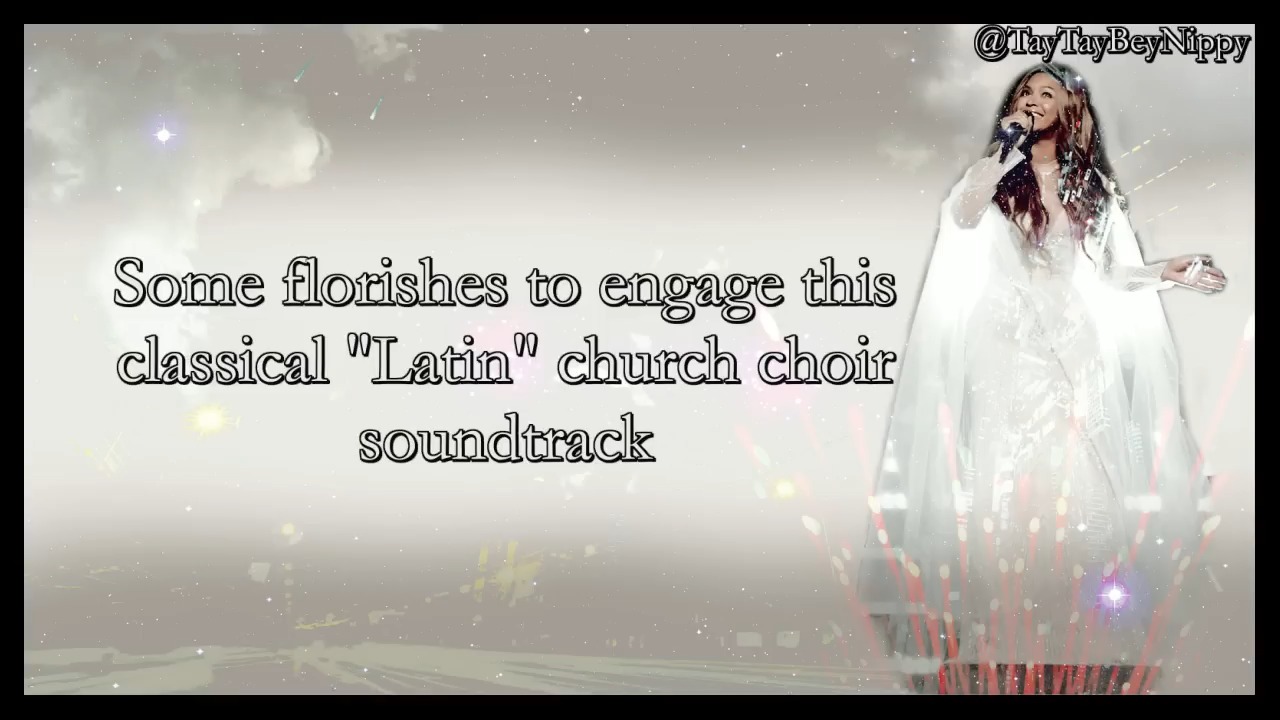 @TayTayBeyNippy
Some florishes to engage this
classical "Latin" church choir
soundtrack